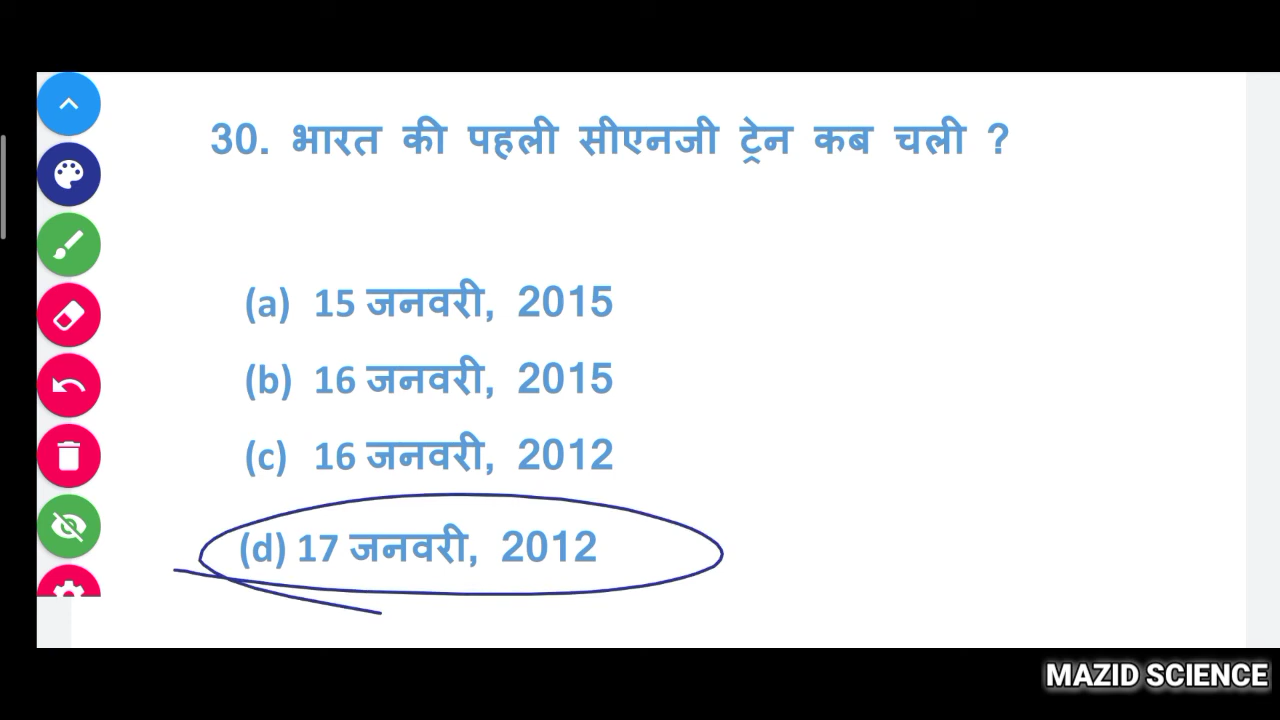 30. भारत की पहली सीएनजी ट्रेन कब चली ?
(a) 15 जनवरी, 2015
(b) 16 जनवरी, 2015
(c) 16 जनवरी, 2012
(d) 17 जनवरी, 2012
MAZID SCIENCE